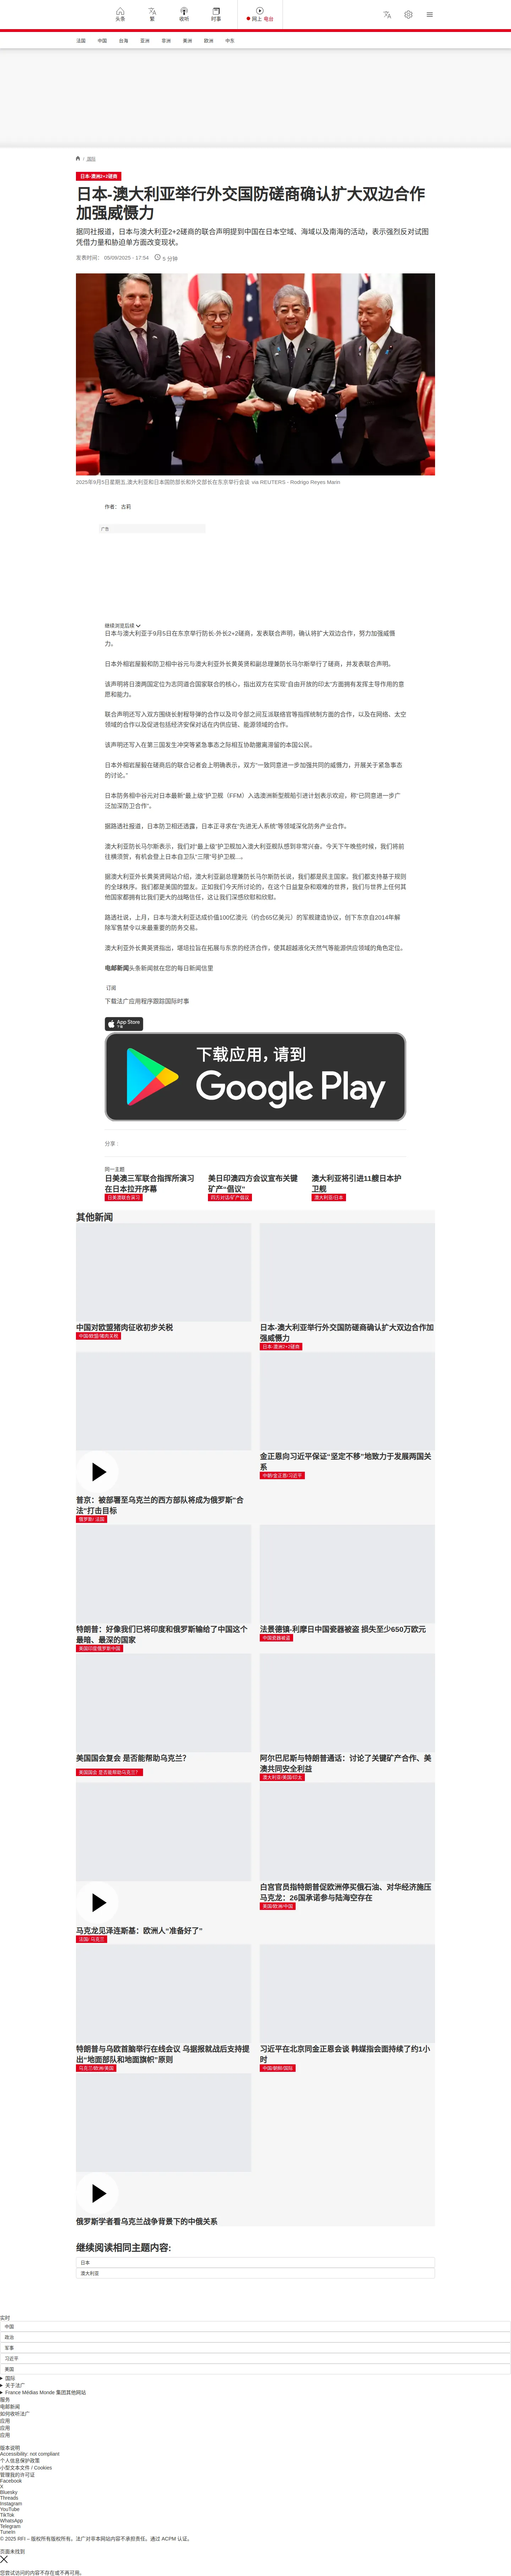 头条
繁
收听
时事
网上 电台
法国
中国
台海
亚洲
非洲
美洲
欧洲
中东
/ 国际
日本-澳洲2+2磋商
日本-澳大利亚举行外交国防磋商确认扩大双边合作
加强威慑力
据同社报道，日本与澳大利亚2+2磋商的联合声明提到中国在日本空域、海域以及南海的活动，表示强烈反对试图
凭借力量和胁迫单方面改变现状。
发表时间： 05/09/2025 - 17:54 5 分钟
2025年9月5日星期五,澳大利亚和日本国防部长和外交部长在东京举行会谈 via REUTERS - Rodrigo Reyes Marin
作者： 古莉
广告
继续浏览后续
日本与澳大利亚于9月5日在东京举行防长-外长2+2磋商，发表联合声明，确认将扩大双边合作，努力加强威慑
力。
日本外相岩屋毅和防卫相中谷元与澳大利亚外长黄英贤和副总理兼防长马尔斯举行了磋商，并发表联合声明。
该声明将日澳两国定位为志同道合国家联合的核心，指出双方在实现"自由开放的印太"方面拥有发挥主导作用的意
愿和能力。
联合声明还写入双方围绕长射程导弹的合作以及司令部之间互派联络官等指挥统制方面的合作，以及在网络、太空
领域的合作以及促进包括经济安保对话在内供应链、能源领域的合作。
该声明还写入在第三国发生冲突等紧急事态之际相互协助撤离滞留的本国公民。
日本外相岩屋毅在磋商后的联合记者会上明确表示，双方"一致同意进一步加强共同的威慑力，开展关于紧急事态
的讨论。"
日本防务相中谷元对日本最新"最上级"护卫舰（FFM）入选澳洲新型舰船引进计划表示欢迎，称"已同意进一步广
泛加深防卫合作"。
据路透社报道，日本防卫相还透露，日本正寻求在"先进无人系统"等领域深化防务产业合作。
澳大利亚防长马尔斯表示，我们对"最上级"护卫舰加入澳大利亚舰队感到非常兴奋。今天下午晚些时候，我们将前
往横须贺，有机会登上日本自卫队"三隈"号护卫舰...。
据澳大利亚外长黄英贤网站介绍，澳大利亚副总理兼防长马尔斯防长说，我们都是民主国家。我们都支持基于规则
的全球秩序。我们都是美国的盟友。正如我们今天所讨论的，在这个日益复杂和艰难的世界，我们与世界上任何其
他国家都拥有比我们更大的战略信任，这让我们深感欣慰和欣慰。
路透社说，上月，日本与澳大利亚达成价值100亿澳元（约合65亿美元）的军舰建造协议，创下东京自2014年解
除军售禁令以来最重要的防务交易。
澳大利亚外长黄英贤指出，堪培拉旨在拓展与东京的经济合作，使其超越液化天然气等能源供应领域的角色定位。
电邮新闻头条新闻就在您的每日新闻信里
订阅
下载法广应用程序跟踪国际时事
App Store
下载
下载应用，请到
Google Play
分享 :
同一主题
日美澳三军联合指挥所演习
在日本拉开序幕
日美澳联合演习
美日印澳四方会议宣布关键
矿产"倡议"
四方对话/矿产倡议
澳大利亚将引进11艘日本护
卫舰
澳大利亚/日本
其他新闻
中国对欧盟猪肉征收初步关税
中国/欧盟/猪肉关税
日本-澳大利亚举行外交国防磋商确认扩大双边合作加
强威慑力
日本-澳洲2+2磋商
普京：被部署至乌克兰的西方部队将成为俄罗斯"合
法"打击目标
俄罗斯/ 法国
金正恩向习近平保证"坚定不移"地致力于发展两国关
系
中朝/金正恩/习近平
特朗普：好像我们已将印度和俄罗斯输给了中国这个
最暗、最深的国家
美国印度俄罗斯中国
法景德镇-利摩日中国瓷器被盗 损失至少650万欧元
中国瓷器被盗
美国国会复会 是否能帮助乌克兰?
美国国会 是否能帮助乌克兰？
阿尔巴尼斯与特朗普通话：讨论了关键矿产合作、美
澳共同安全利益
澳大利亚/美国/印太
马克龙见泽连斯基：欧洲人"准备好了"
法国/ 乌克兰
白宫官员指特朗普促欧洲停买俄石油、对华经济施压
马克龙：26国承诺参与陆海空存在
美国/欧洲/中国
特朗普与乌欧首脑举行在线会议 乌据报就战后支持提
出"地面部队和地面旗帜"原则
乌克兰/欧洲/美国
习近平在北京同金正恩会谈 韩媒指会面持续了约1小
时
中国/朝鲜/国际
俄罗斯学者看乌克兰战争背景下的中俄关系
继续阅读相同主题内容:
日本
澳大利亚
实时
中国
政治
军事
习近平
美国
国际
关于法广
France Médias Monde 集团其他网站
服务
电邮新闻
如何收听法广
应用
应用
应用
版本说明
Accessibility: not compliant
个人信息保护政策
小型文本文件 / Cookies
管理我的许可证
Facebook
X
Bluesky
Threads
Instagram
YouTube
TikTok
WhatsApp
Telegram
TuneIn
© 2025 RFI – 版权所有版权所有。法广对非本网站内容不承担责任。通过 ACPM 认证。
页面未找到
您尝试访问的内容不存在或不再可用。